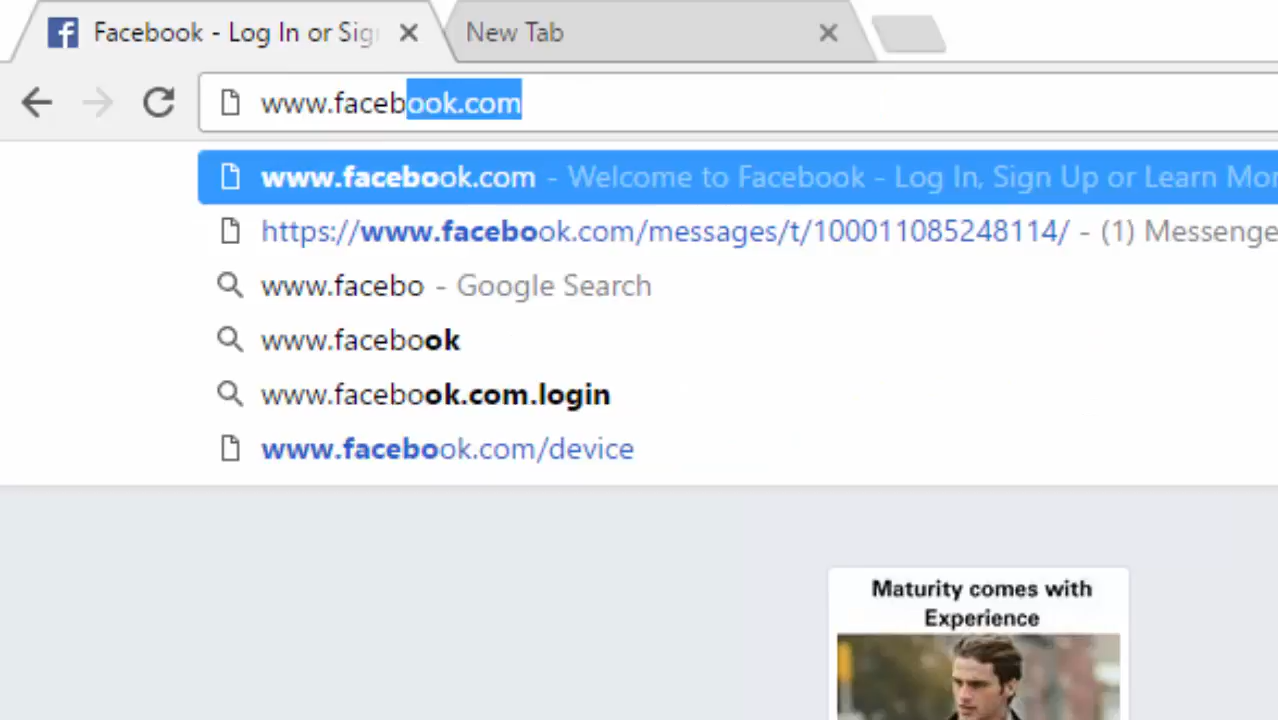 Facebook - Log In or Sig
New Tab
www.facebook.com
www.facebook.com - Welcome to Facebook - Log In, Sign Up or Learn Mor
https://www.facebook.com/messages/t/100011085248114/ - (1) Messenge
www.facebo - Google Search
www.facebook
www.facebook.com.login
www.facebook.com/device
Maturity comes with
Experience